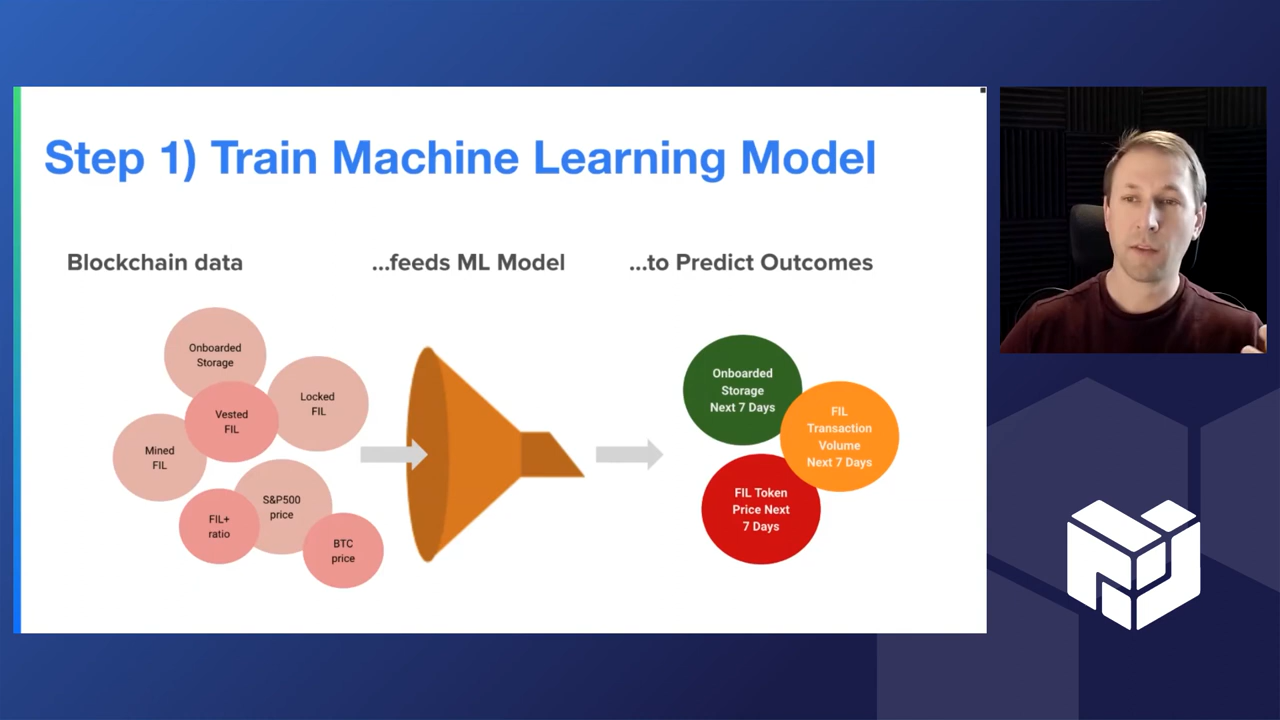 Step 1) Train Machine Learning Model
Blockchain data
...feeds ML Model
...to Predict Outcomes
Onboarded
Storage
Locked
FIL
Vested
FIL
Mined
FIL
S&P500
price
FIL+
ratio
BTC
price
Onboarded
Storage
Next 7 Days
FIL
Transaction
Volume
Next 7 Days
FIL Token
Price Next
7 Days